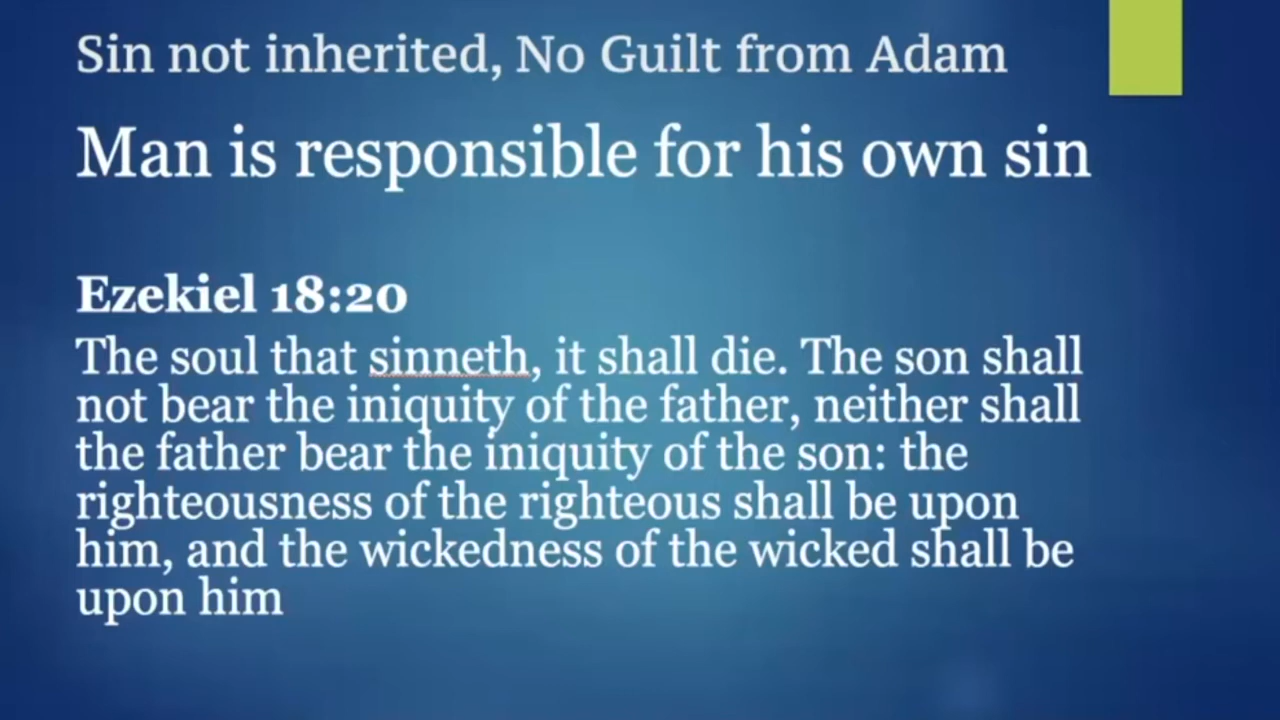 Sin not inherited, No Guilt from Adam
Man is responsible for his own sin
Ezekiel 18:20
The soul that sinneth, it shall die. The son shall
not bear the iniquity of the father, neither shall
the father bear the iniquity of the son: the
righteousness of the righteous shall be upon
him, and the wickedness of the wicked shall be
upon him